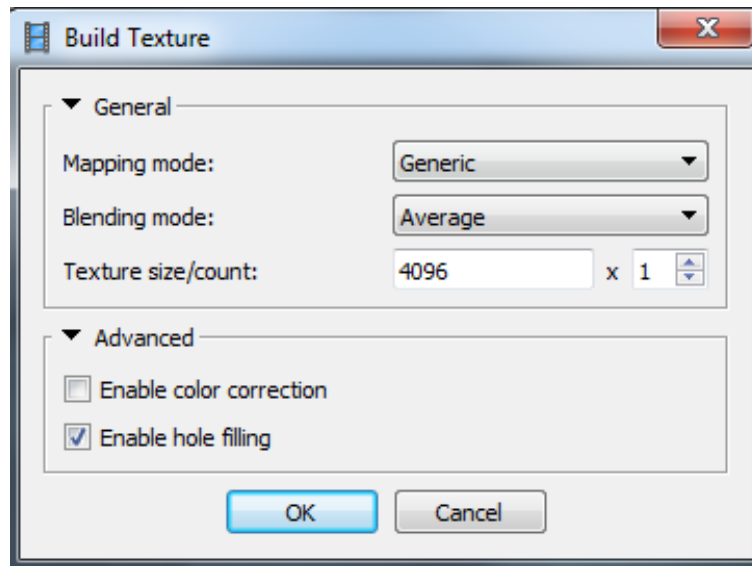 Build Texture
General
Mapping mode: Generic
Blending mode: Average
Texture size/count: 4096 x 1
Advanced
Enable color correction
Enable hole filling
OK Cancel